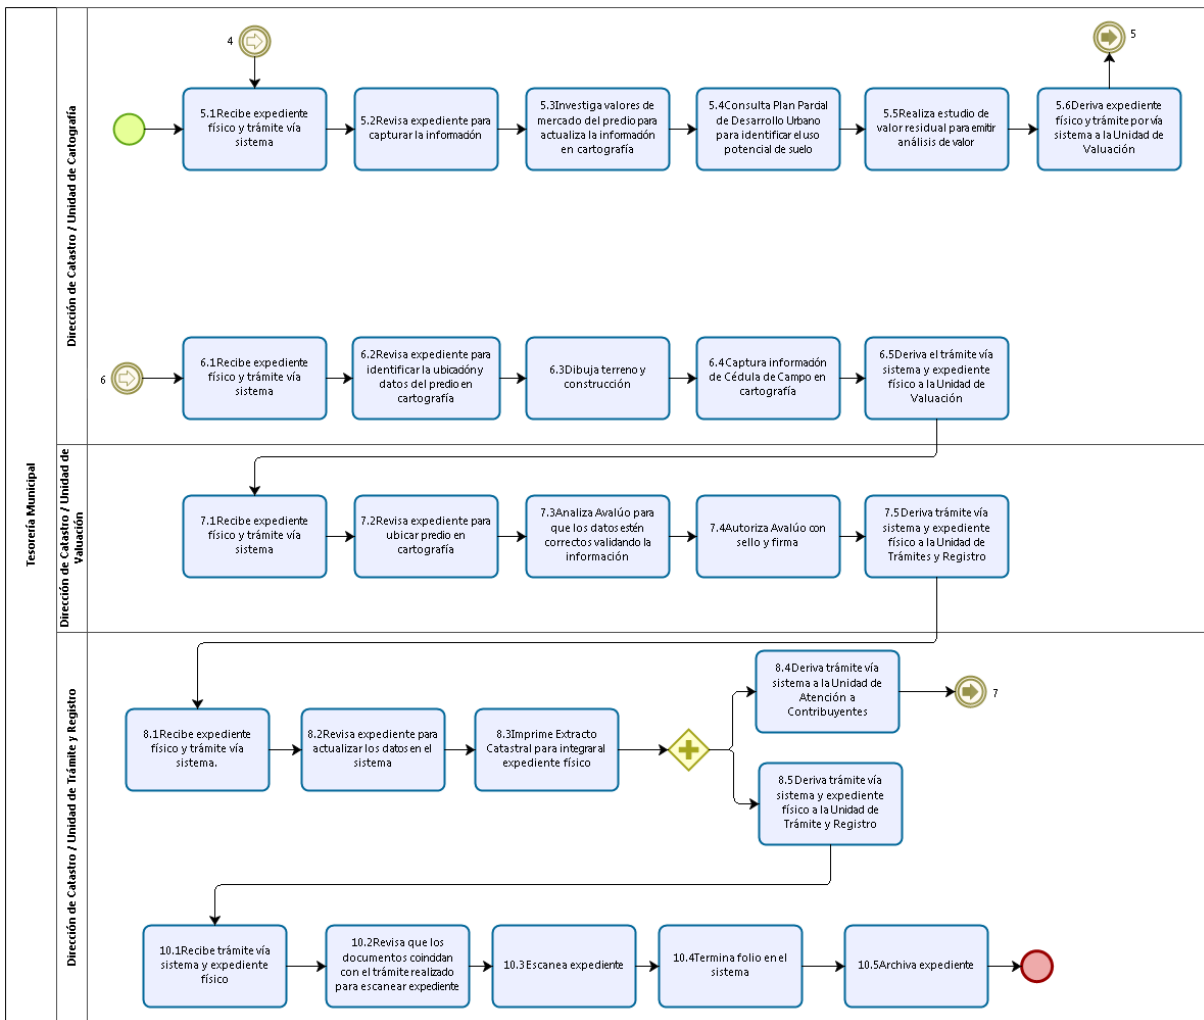 Tesorería Municipal
Dirección de Catastro / Unidad de Cartografía
4
5
5.1Recibe expediente
físico y trámite vía
sistema
5.2Revisa expediente para
capturar la información
5.3Investiga valores de
mercado del predio para
actualiza la información
en cartografía
5.4Consulta Plan Pardal
de Desarrollo Urbano
para identificar el uso
potencial de suelo
5.5Realiza estudio de
valor residual para emitir
análisis de valor
5.6Deriva expediente
físico y trámite por vía
sistema a la Unidad de
Valuación
6
6.1Recibe expediente
físico y trámite vía
sistema
6.2Revisa expediente para
identificar la ubicación y
datos del predio en
cartografía
6.3Dibuja terreno y
construcción
6.4Captura información
de Cédula de Campo en
cartografía
6.5Deriva el trámite vía
sistema y expediente
físico a la Unidad de
Valuación
Dirección de Catastro / Unidad de
Valuación
7.1Recibe expediente
físico y trámite vía
sistema
7.2Revisa expediente para
ubicar predio en
cartografía
7.3Analiza Avalúo para
que los datos estén
correctos validando la
información
7.4Autoriza Avalúo con
sello y firma
7.5Deriva trámite vía
sistema y expediente
físico a la Unidad de
Trámites y Registro
Dirección de Catastro / Unidad de Trámite y Registro
8.1Recibe expediente
físico y trámite vía
sistema.
8.2Revisa expediente para
actualizar los datos en el
sistema
8.3Imprime Extracto
Catastral para integrar al
expediente físico
8.4Deriva trámite vía
sistema a la Unidad de
Atención a
Contribuyentes
7
8.5Deriva trámite vía
sistema y expediente
físico a la Unidad de
Trámite y Registro
10.1Recibe trámite vía
sistema y expediente
físico
10.2Revisa que los
documentos coincidan
con el trámite realizado
para escanear expediente
10.3Escanea expediente
10.4Termina folio en el
sistema
10.5Archiva expediente